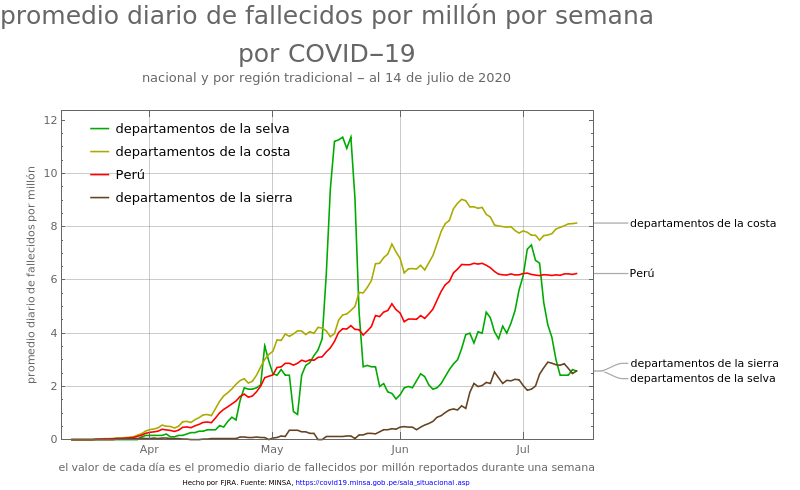 promedio diario de fallecidos por millón por semana
por COVID−19
nacional y por región tradicional − al 14 de julio de 2020
departamentos de la selva
departamentos de la costa
Perú
departamentos de la sierra
promedio diario de fallecidos por millón
12
10
8
6
4
2
0
Apr May Jun Jul
departamentos de la costa
Perú
departamentos de la sierra
departamentos de la selva
el valor de cada día es el promedio diario de fallecidos por millón reportados durante una semana
Hecho por FJRA. Fuente: MINSA, https://covid19.minsa.gob.pe/sala_situacional.asp